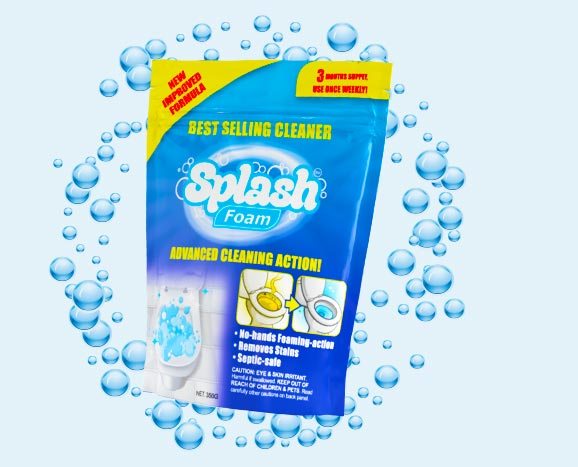 NEW
IMPROVED
FORMULA
3 MONTHS SUPPLY,
USE ONCE WEEKLY!
BEST SELLING CLEANER
Splash
Foam
ADVANCED CLEANING ACTION!
• No-hands Foaming-action
• Removes Stains
• Septic-safe
CAUTION: EYE & SKIN IRRITANT
Harmful if swallowed. KEEP OUT OF
REACH OF CHILDREN & PETS. Read
carefully other cautions on back panel.